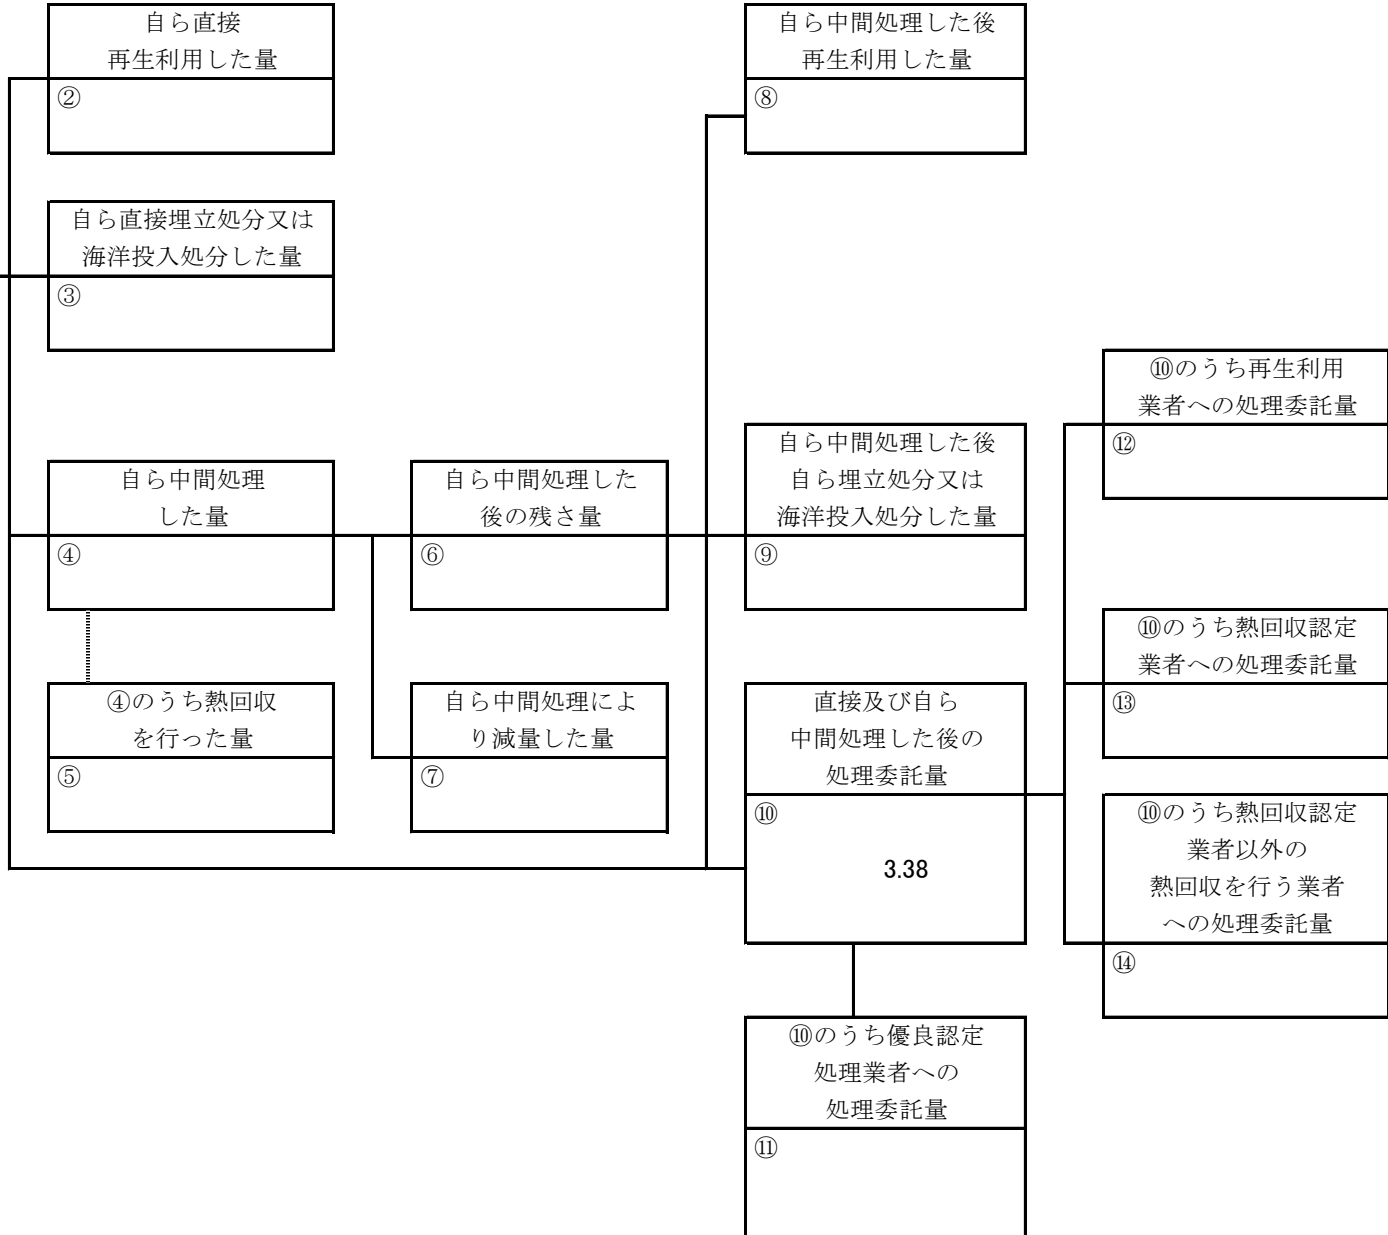 自ら直接
再生利用した量
②
自ら中間処理した後
再生利用した量
⑧
自ら直接埋立処分又は
海洋投入処分した量
③
⑩のうち再生利用
業者への処理委託量
⑫
自ら中間処理
した量
④
自ら中間処理した
後の残さ量
⑥
自ら中間処理した後
自ら埋立処分又は
海洋投入処分した量
⑨
⑩のうち熱回収認定
業者への処理委託量
⑬
④のうち熱回収
を行った量
⑤
自ら中間処理によ
り減量した量
⑦
直接及び自ら
中間処理した後の
処理委託量
⑩
3.38
⑩のうち熱回収認定
業者以外の
熱回収を行う業者
への処理委託量
⑭
⑩のうち優良認定
処理業者への
処理委託量
⑪